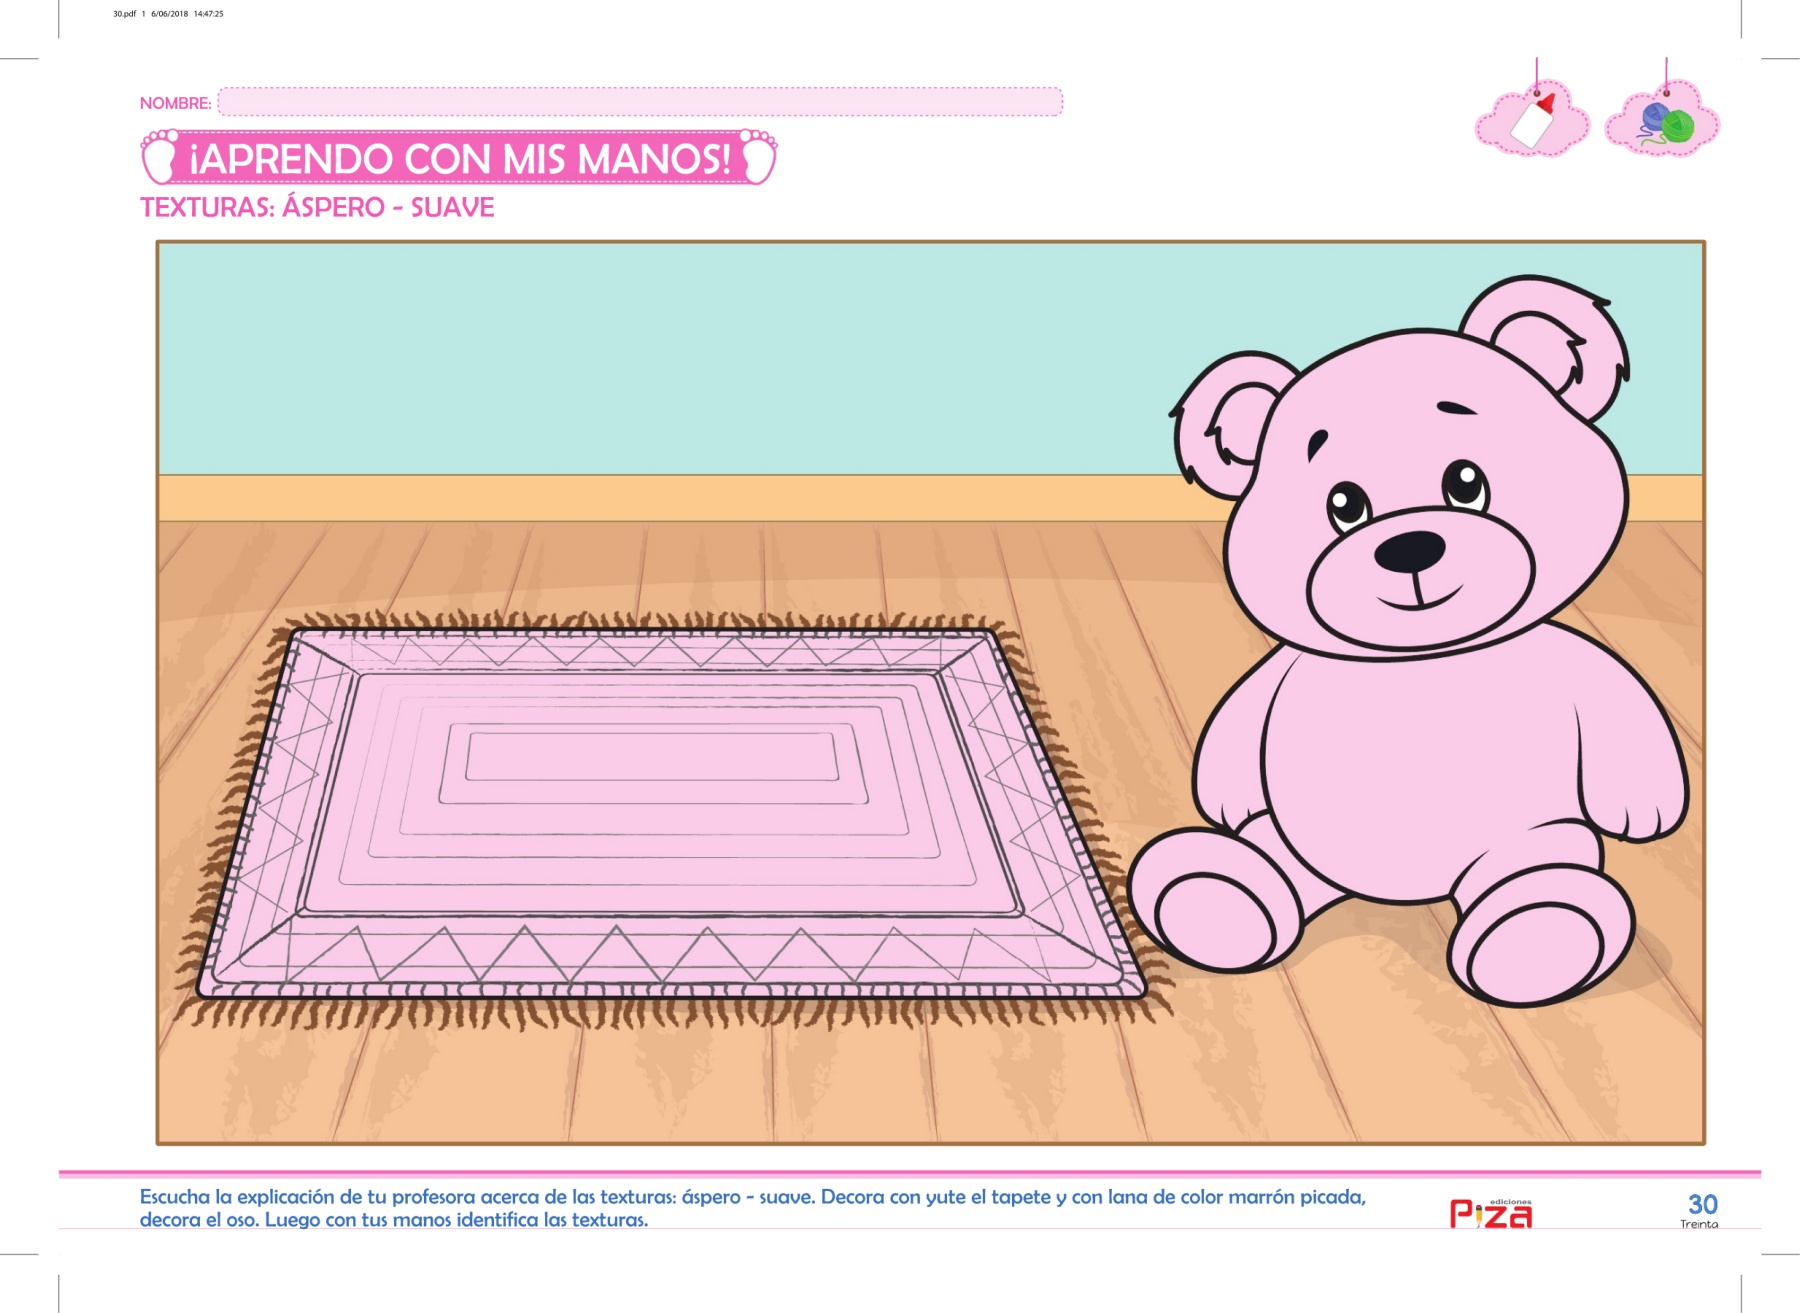 30.pdf 1 6/06/2018 14:47:25
NOMBRE:
¡APRENDO CON MIS MANOS!
TEXTURAS: ÁSPERO - SUAVE
Escucha la explicación de tu profesora acerca de las texturas: áspero - suave. Decora con yute el tapete y con lana de color marrón picada,
decora el oso. Luego con tus manos identifica las texturas.
ediciones
Piza
30
Treinta